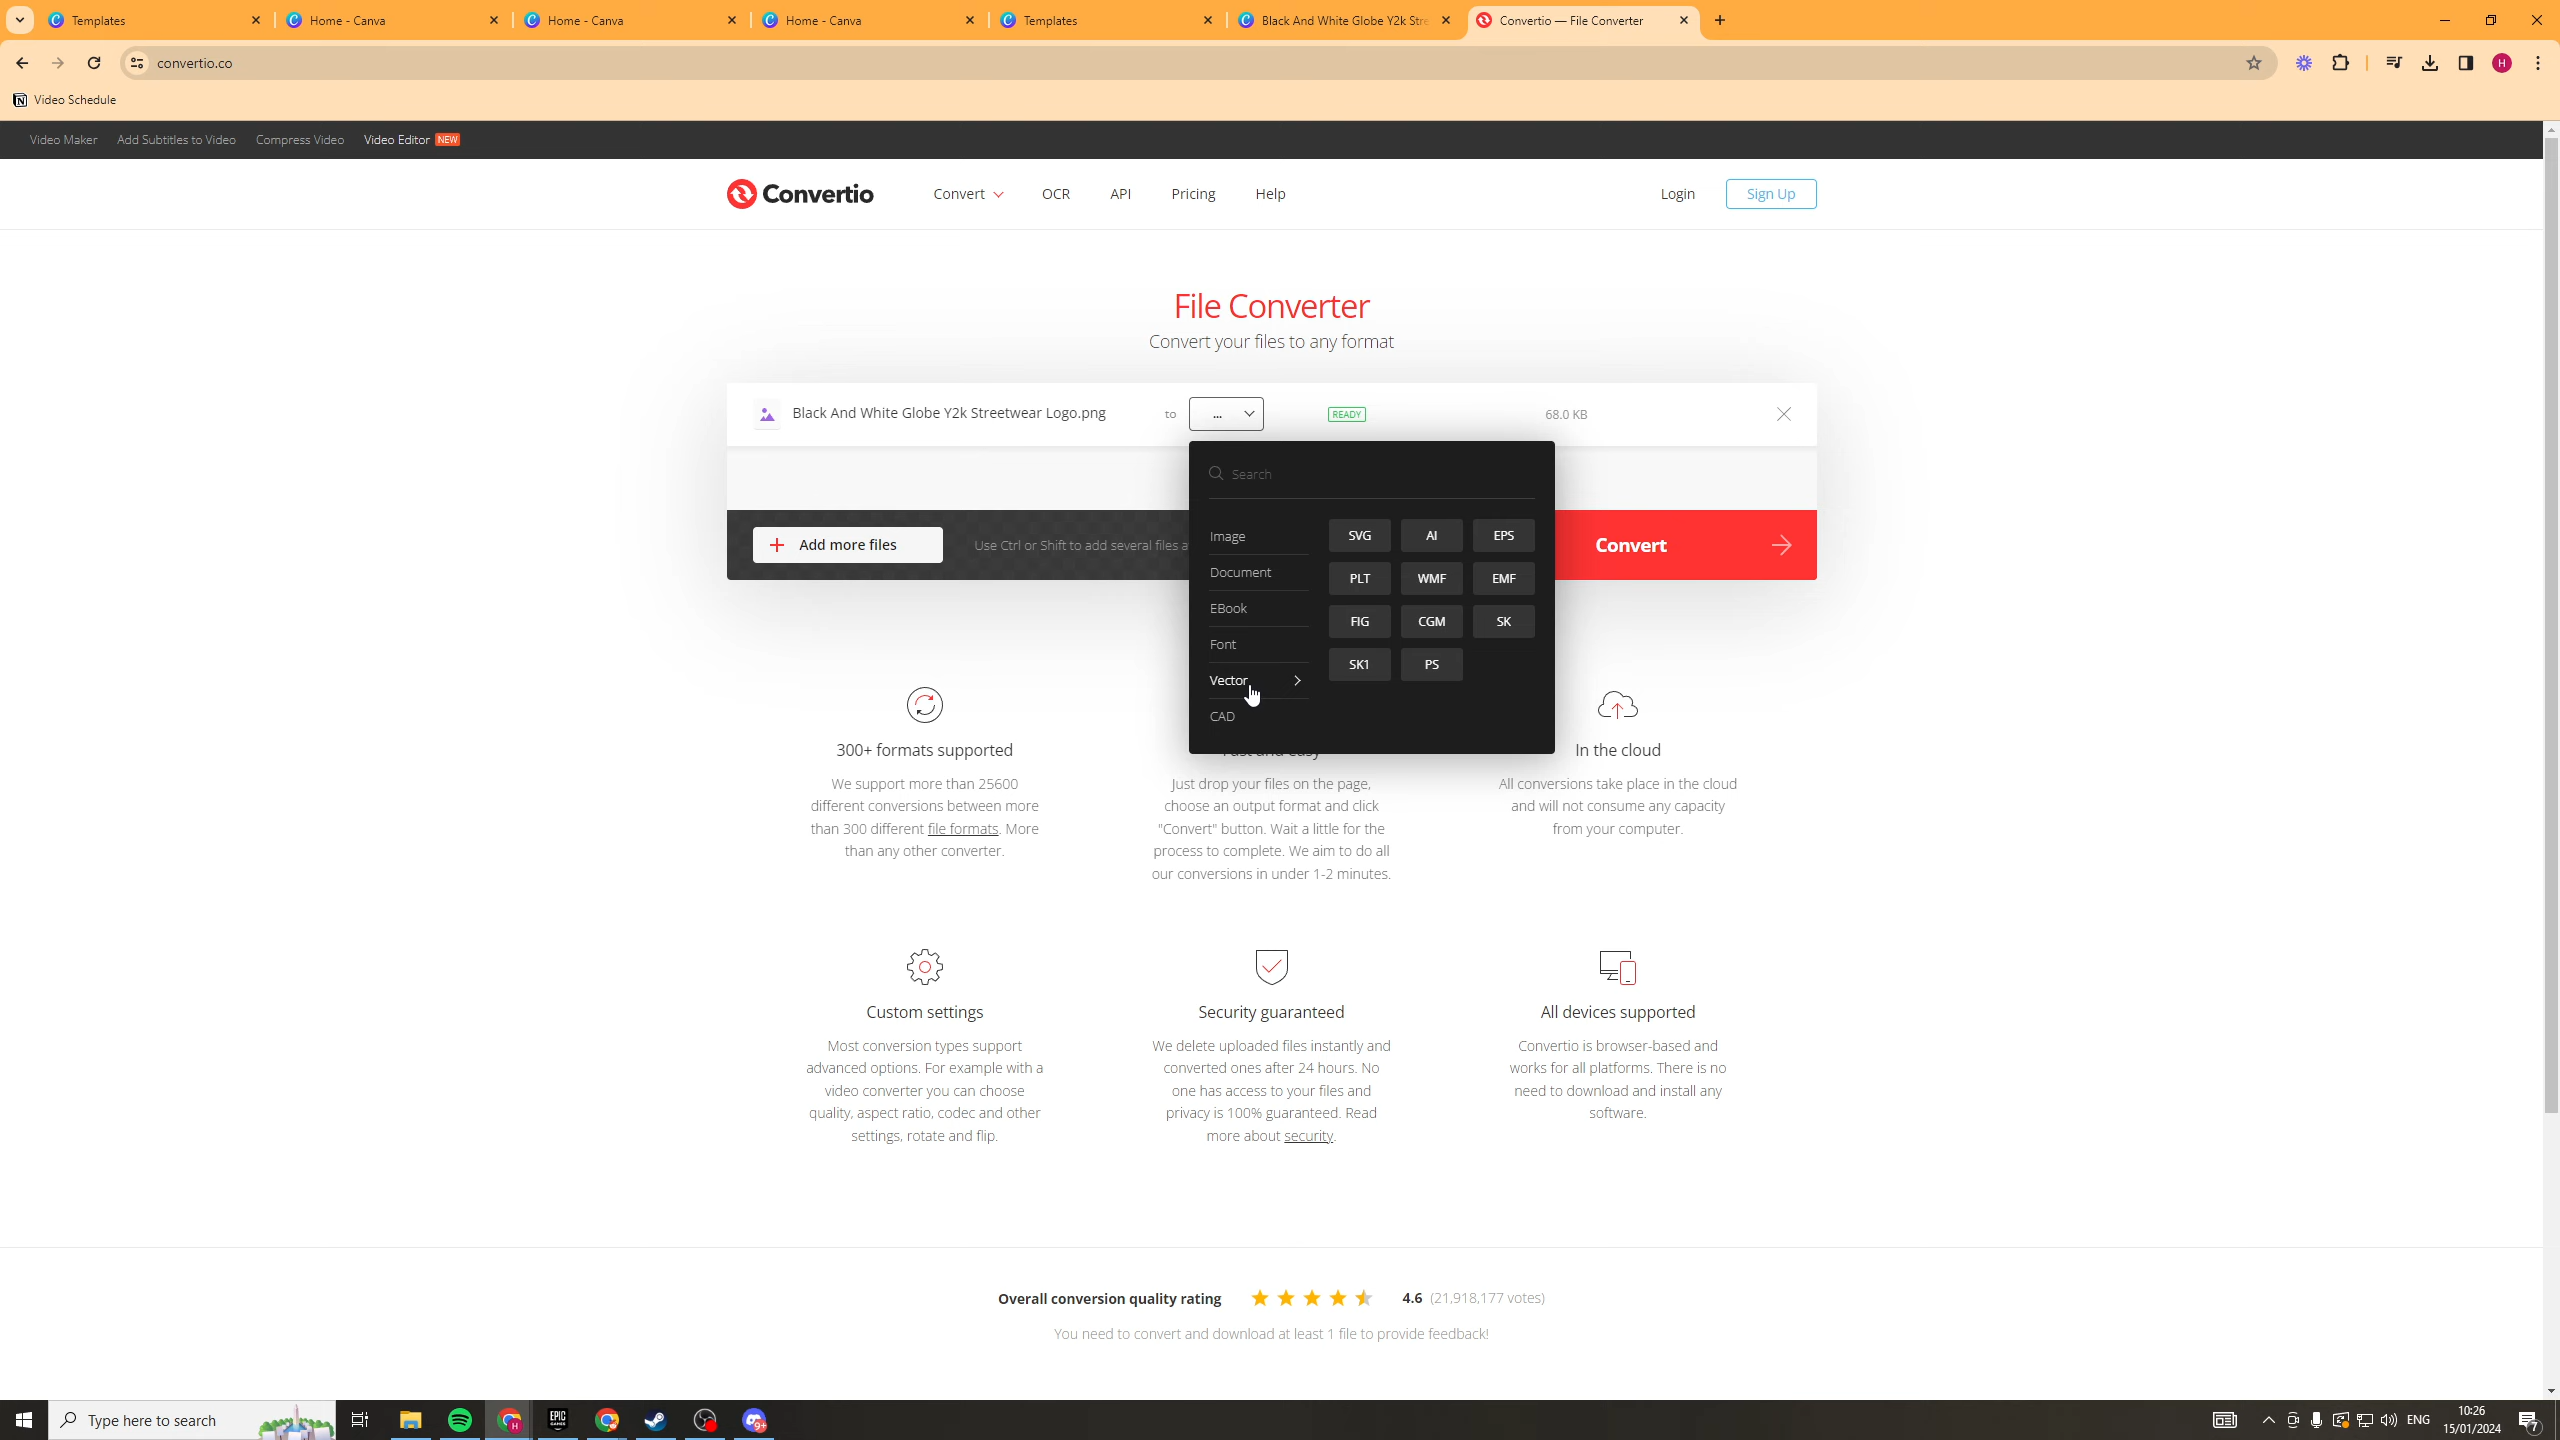 Templates
Home - Canva
Home - Canva
Home - Canva
Templates
Black And White Globe Y2k Stre
Convertio — File Converter
convertio.co
H
Video Schedule
Video Maker
Add Subtitles to Video
Compress Video
Video Editor NEW
Convertio
Convert
OCR
API
Pricing
Help
Login
Sign Up
File Converter
Convert your files to any format
Black And White Globe Y2k Streetwear Logo.png
to
...
READY
68.0 KB
Search
Add more files
Use Ctrl or Shift to add several files a
Convert
Image
Document
EBook
Font
Vector
CAD
SVG AI EPS
PLT WMF EMF
FIG CGM SK
SK1 PS
300+ formats supported
We support more than 25600
different conversions between more
than 300 different file formats. More
than any other converter.
Fast and easy
Just drop your files on the page,
choose an output format and click
"Convert" button. Wait a little for the
process to complete. We aim to do all
our conversions in under 1-2 minutes.
In the cloud
All conversions take place in the cloud
and will not consume any capacity
from your computer.
Custom settings
Most conversion types support
advanced options. For example with a
video converter you can choose
quality, aspect ratio, codec and other
settings, rotate and flip.
Security guaranteed
We delete uploaded files instantly and
converted ones after 24 hours. No
one has access to your files and
privacy is 100% guaranteed. Read
more about security.
All devices supported
Convertio is browser-based and
works for all platforms. There is no
need to download and install any
software.
Overall conversion quality rating
4.6 (21,918,177 votes)
You need to convert and download at least 1 file to provide feedback!
Type here to search
H
EPIC
GAMES
9+
ENG
10:26
15/01/2024
7